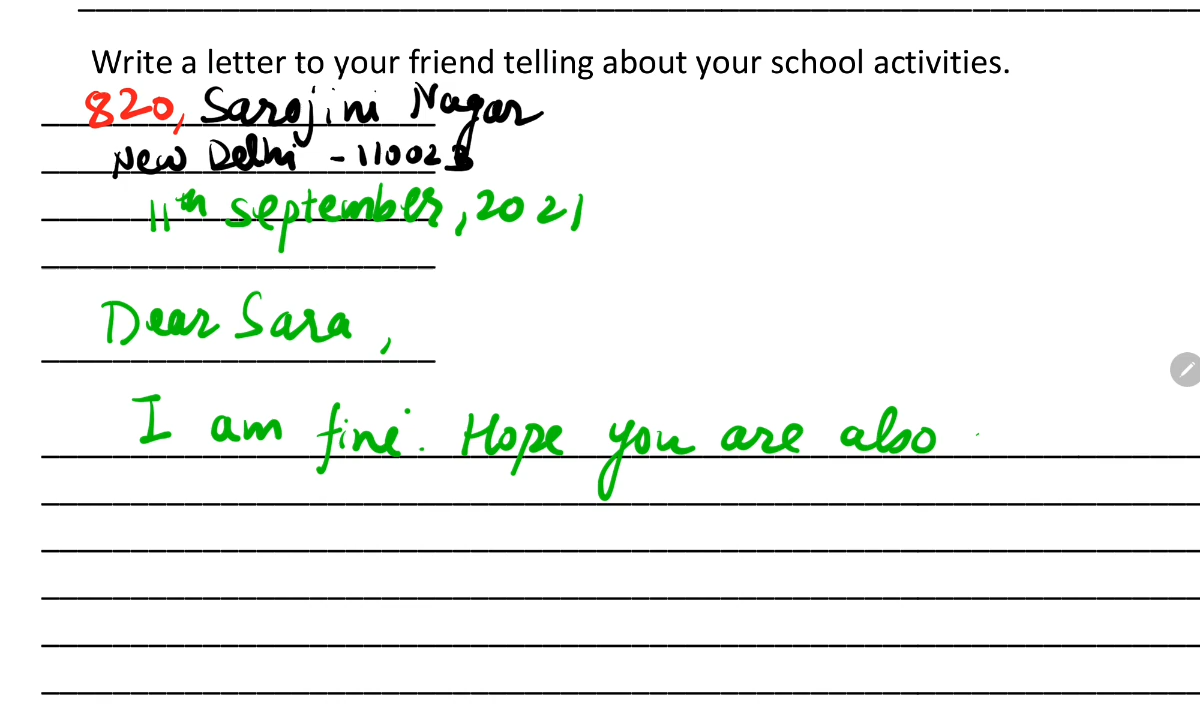 Write a letter to your friend telling about your school activities.
820, Sarojini Nagar
New Delhi - 110023
11th september, 2021
Dear Sara,
I am fine. Hope you are also